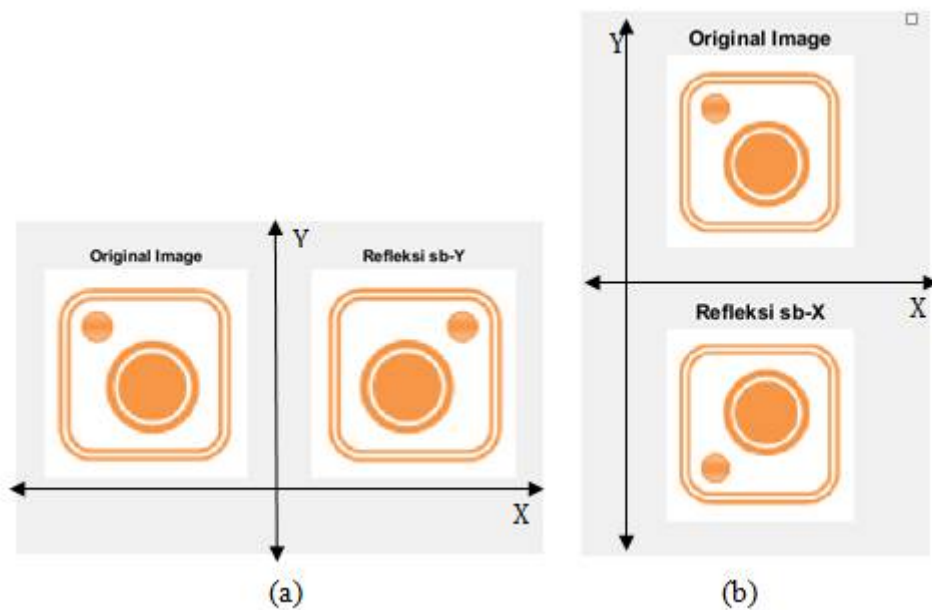 Original Image
Refleksi sb-Y
Y
X
(a)
Original Image
Y
Refleksi sb-X
X
(b)